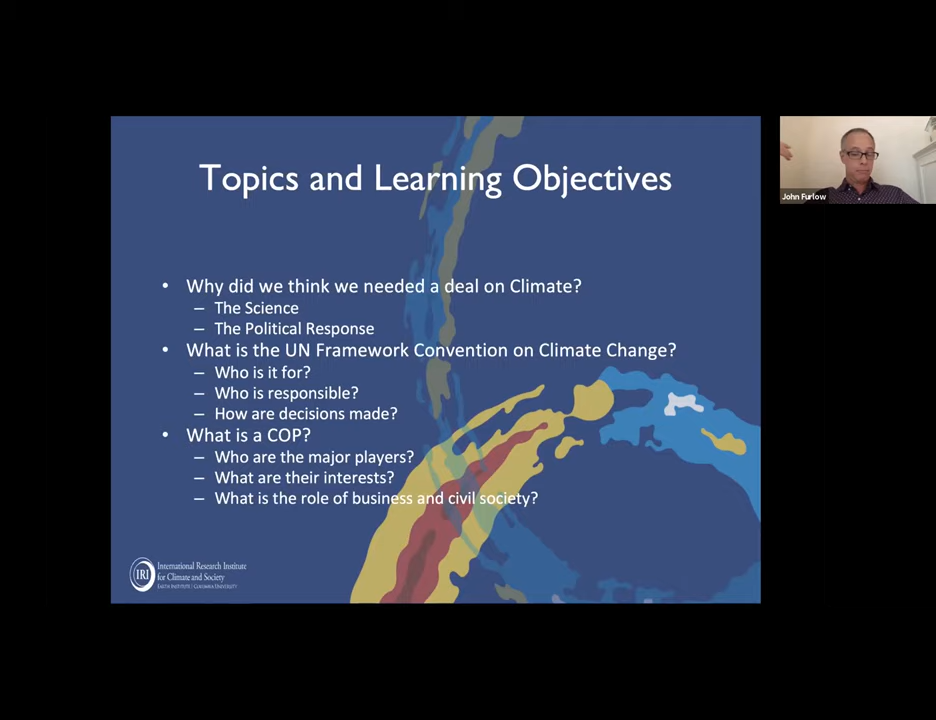 Topics and Learning Objectives
• Why did we think we needed a deal on Climate?
– The Science
– The Political Response
• What is the UN Framework Convention on Climate Change?
– Who is it for?
– Who is responsible?
– How are decisions made?
• What is a COP?
– Who are the major players?
– What are their interests?
– What is the role of business and civil society?
IRI
International Research Institute
for Climate and Society
EARTH INSTITUTE | COLUMBIA UNIVERSITY
John Furlow